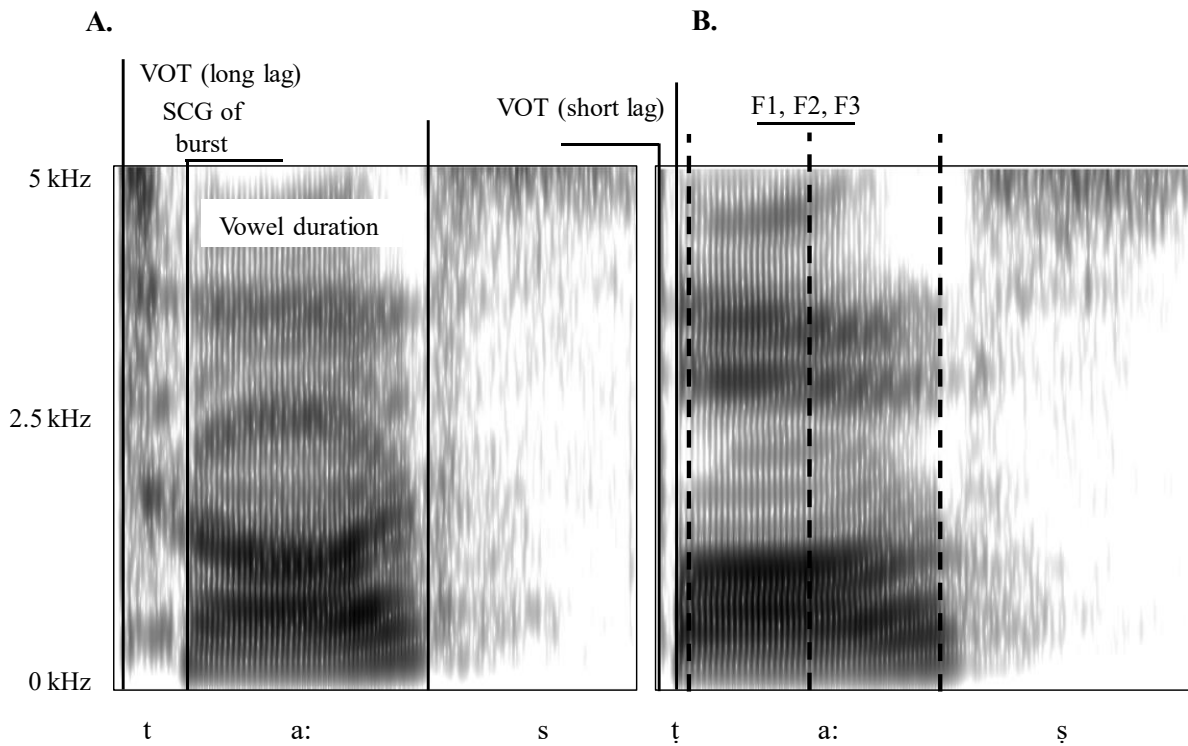 A.
B.
VOT (long lag)
SCG of
burst
VOT (short lag)
F1, F2, F3
5 kHz
Vowel duration
2.5 kHz
0 kHz
t a: s ṭ a: ṣ